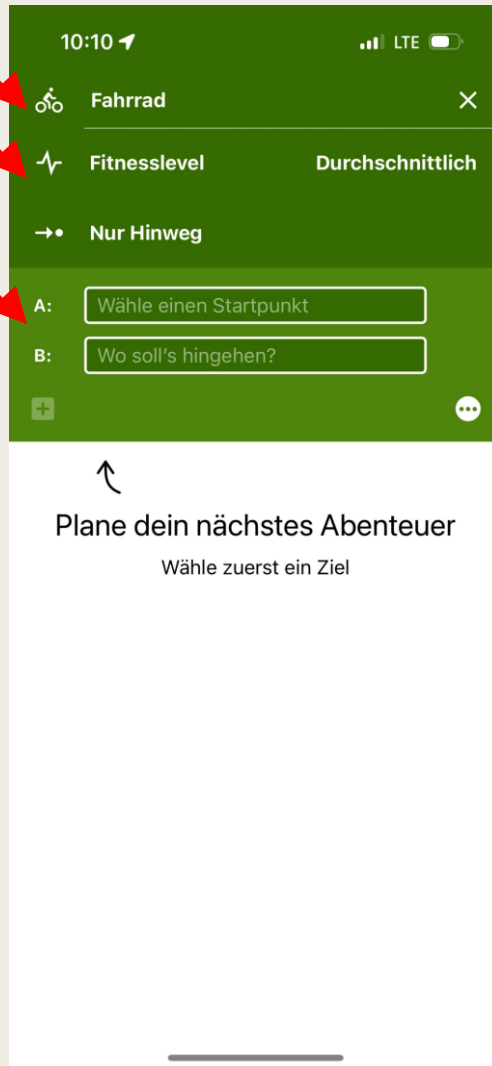 10:10 LTE
Fahrrad
Fitnesslevel Durchschnittlich
Nur Hinweg
A: Wähle einen Startpunkt
B: Wo soll's hingehen?
Plane dein nächstes Abenteuer
Wähle zuerst ein Ziel